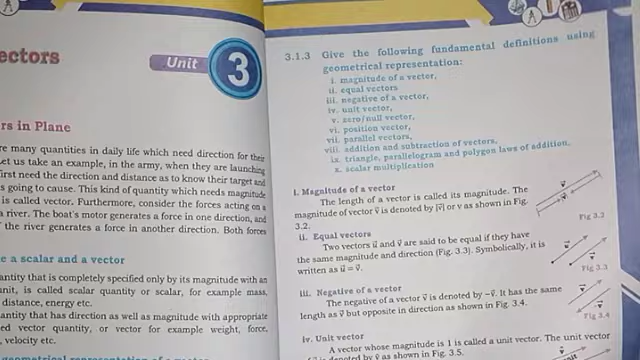 ectors
Unit 3
rs in Plane
re many quantities in daily life which need direction for their
et us take an example, in the army, when they are launching
irst need the direction and distance as to know their target and
s going to cause. This kind of quantity which needs magnitude
is called vector. Furthermore, consider the forces acting on a
a river. The boat's motor generates a force in one direction, and
the river generates a force in another direction. Both forces
e a scalar and a vector
antity that is completely specified only by its magnitude with an
unit, is called scalar quantity or scalar, for example mass,
distance, energy etc.
antity that has direction as well as magnitude with appropriate
ed vector quantity, or vector for example weight, force,
velocity etc.
3.1.3 Give the following fundamental definitions using
geometrical representation:
i. magnitude of a vector,
ii. equal vectors
iii. negative of a vector,
iv. unit vector,
v. zero/null vector,
vi. position vector,
vii. parallel vectors,
viii. addition and subtraction of vectors,
ix. triangle, parallelogram and polygon laws of addition,
x. scalar multiplication
i. Magnitude of a vector
The length of a vector is called its magnitude. The
magnitude of vector v⃗ is denoted by |v⃗| or v as shown in Fig.
3.2.
Fig 3.2
ii. Equal vectors
Two vectors u⃗ and v⃗ are said to be equal if they have
the same magnitude and direction (Fig. 3.3). Symbolically, it is
written as u⃗ = v⃗.
Fig 3.3
iii. Negative of a vector
The negative of a vector v⃗ is denoted by −v⃗. It has the same
length as v⃗ but opposite in direction as shown in Fig. 3.4.
Fig 3.4
iv. Unit vector
A vector whose magnitude is 1 is called a unit vector. The unit vector
is denoted by v̂ as shown in Fig. 3.5.